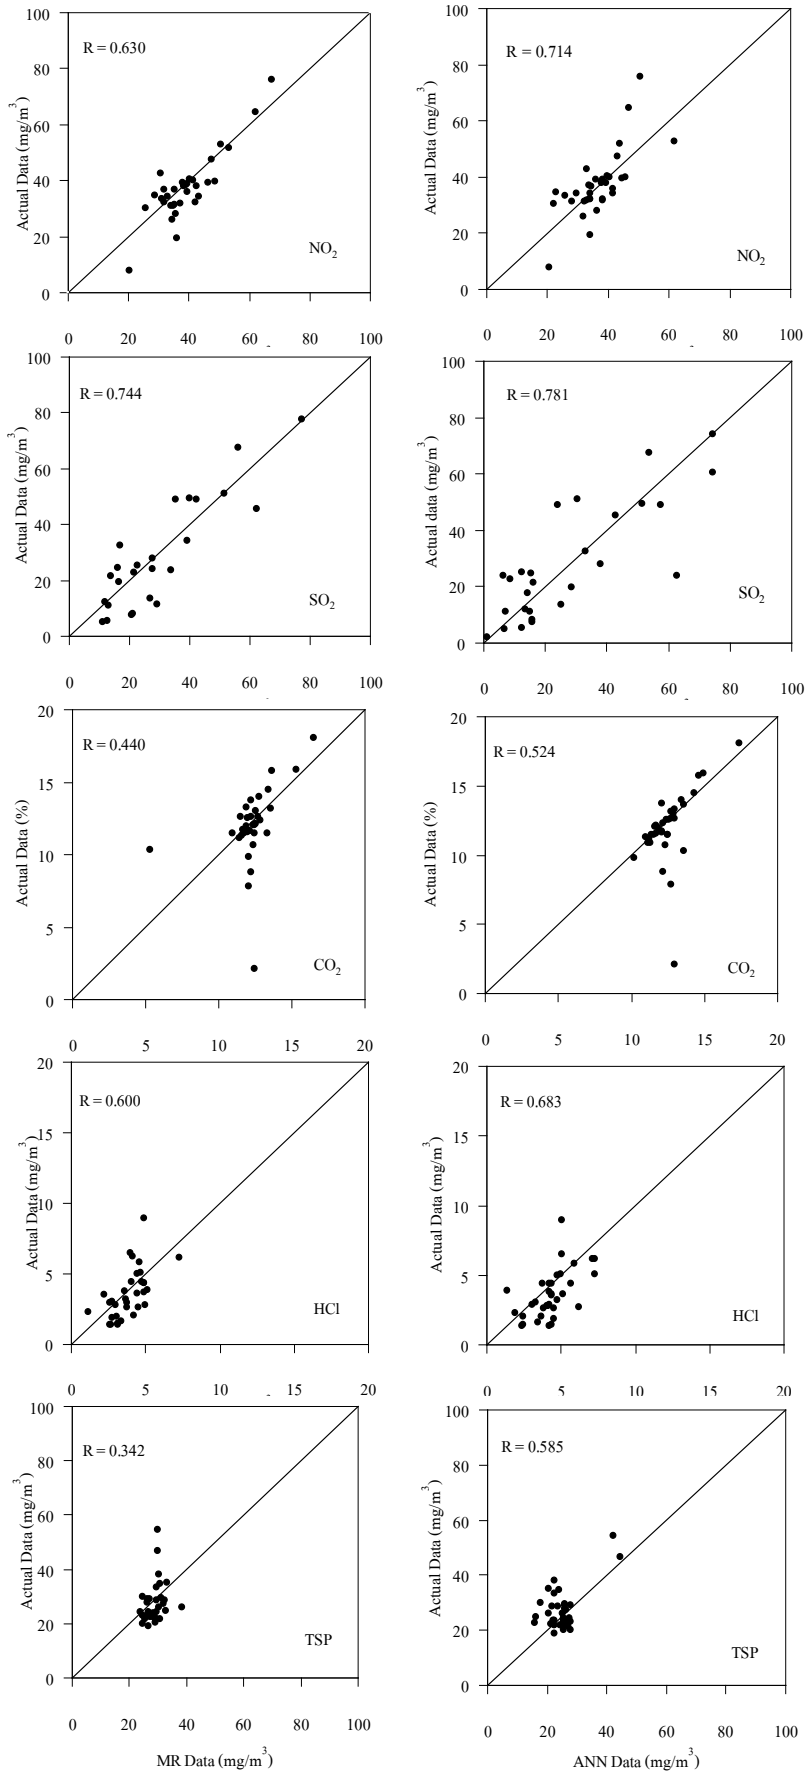 100
80
60
40
20
0
Actual Data (mg/m³)
R = 0.630
NO₂
0 20 40 60 80 100
100
80
60
40
20
0
Actual Data (mg/m³)
R = 0.714
NO₂
0 20 40 60 80 100
100
80
60
40
20
0
Actual Data (mg/m³)
R = 0.744
SO₂
0 20 40 60 80 100
100
80
60
40
20
0
Actual data (mg/m³)
R = 0.781
SO₂
0 20 40 60 80 100
20
15
10
5
0
Actual Data (%)
R = 0.440
CO₂
0 5 10 15 20
20
15
10
5
0
Actual Data (%)
R = 0.524
CO₂
0 5 10 15 20
20
15
10
5
0
Actual Data (mg/m³)
R = 0.600
HCl
0 5 10 15 20
20
15
10
5
0
Actual Data (mg/m³)
R = 0.683
HCl
0 5 10 15 20
100
80
60
40
20
0
Actual Data (mg/m³)
R = 0.342
TSP
0 20 40 60 80 100
MR Data (mg/m³)
100
80
60
40
20
0
Actual Data (mg/m³)
R = 0.585
TSP
0 20 40 60 80 100
ANN Data (mg/m³)